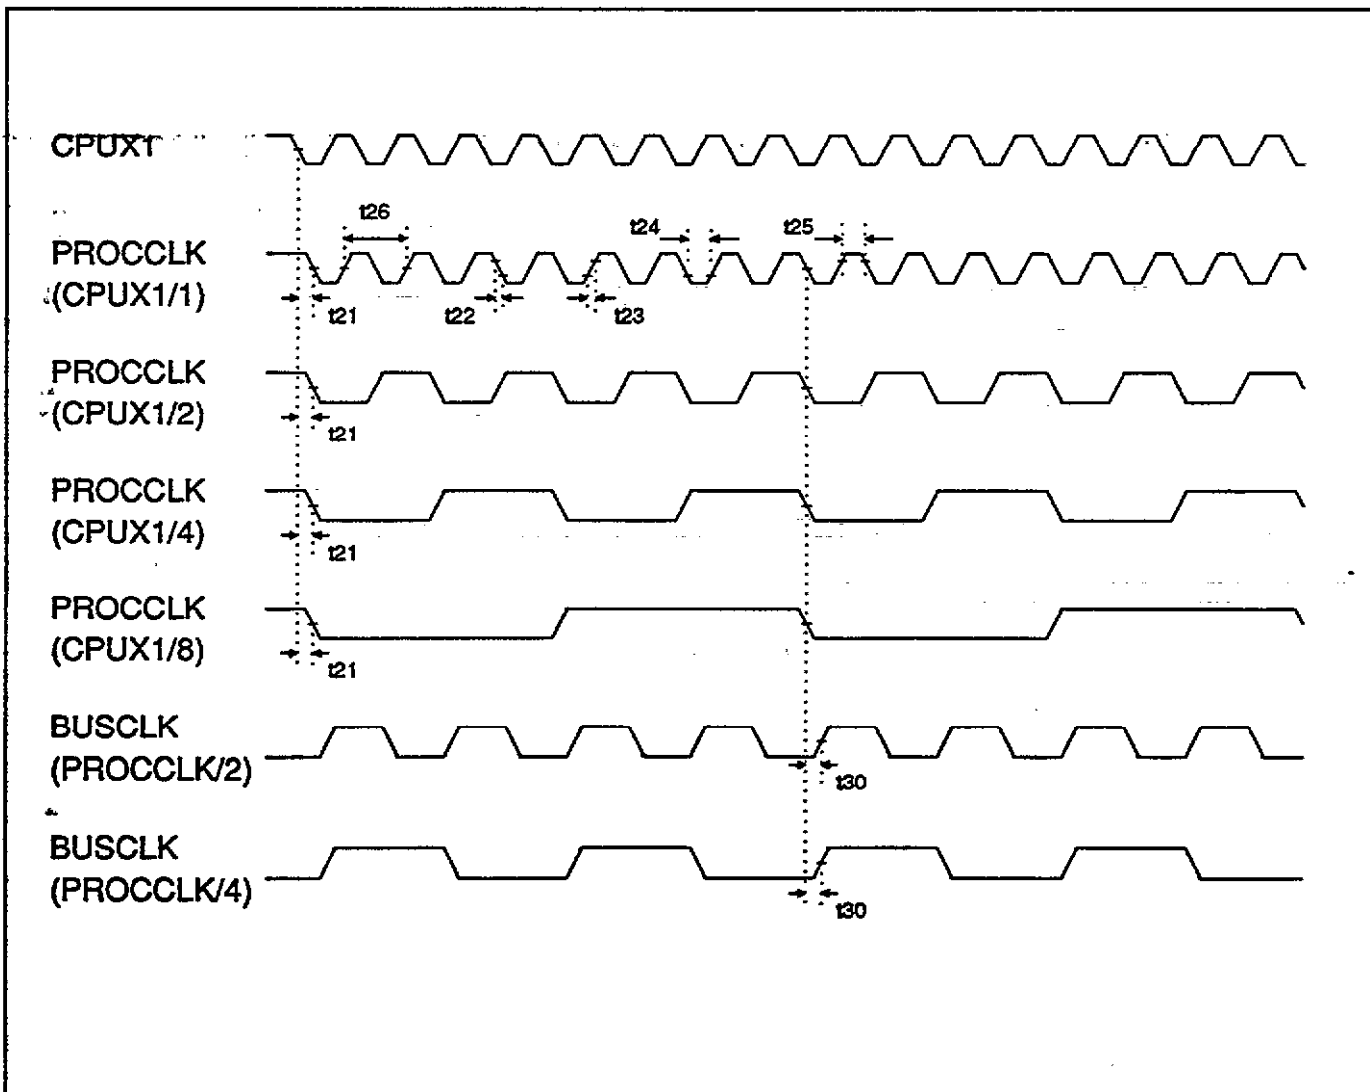 CPUX1
t26
t24
t25
PROCCLK
(CPUX1/1)
t21
t22
t23
PROCCLK
(CPUX1/2)
t21
PROCCLK
(CPUX1/4)
t21
PROCCLK
(CPUX1/8)
t21
BUSCLK
(PROCCLK/2)
t30
BUSCLK
(PROCCLK/4)
t30